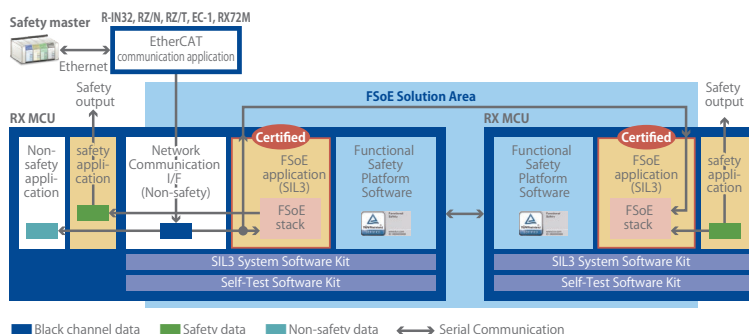 Safety master
R-IN32, RZ/N, RZ/T, EC-1, RX72M
EtherCAT
communication application
Ethernet
Safety
output
FSoE Solution Area
Safety
output
RX MCU
RX MCU
Non-
safety
appli-
cation
safety
appli-
cation
Network
Communication
I/F
(Non-safety)
Certified
FSoE
application
(SIL3)
FSoE
stack
Functional
Safety
Platform
Software
Functional
Safety
Platform
Software
Certified
FSoE
application
(SIL3)
FSoE
stack
safety
appli-
cation
SIL3 System Software Kit
Self-Test Software Kit
SIL3 System Software Kit
Self-Test Software Kit
Black channel data
Safety data
Non-safety data
Serial Communication